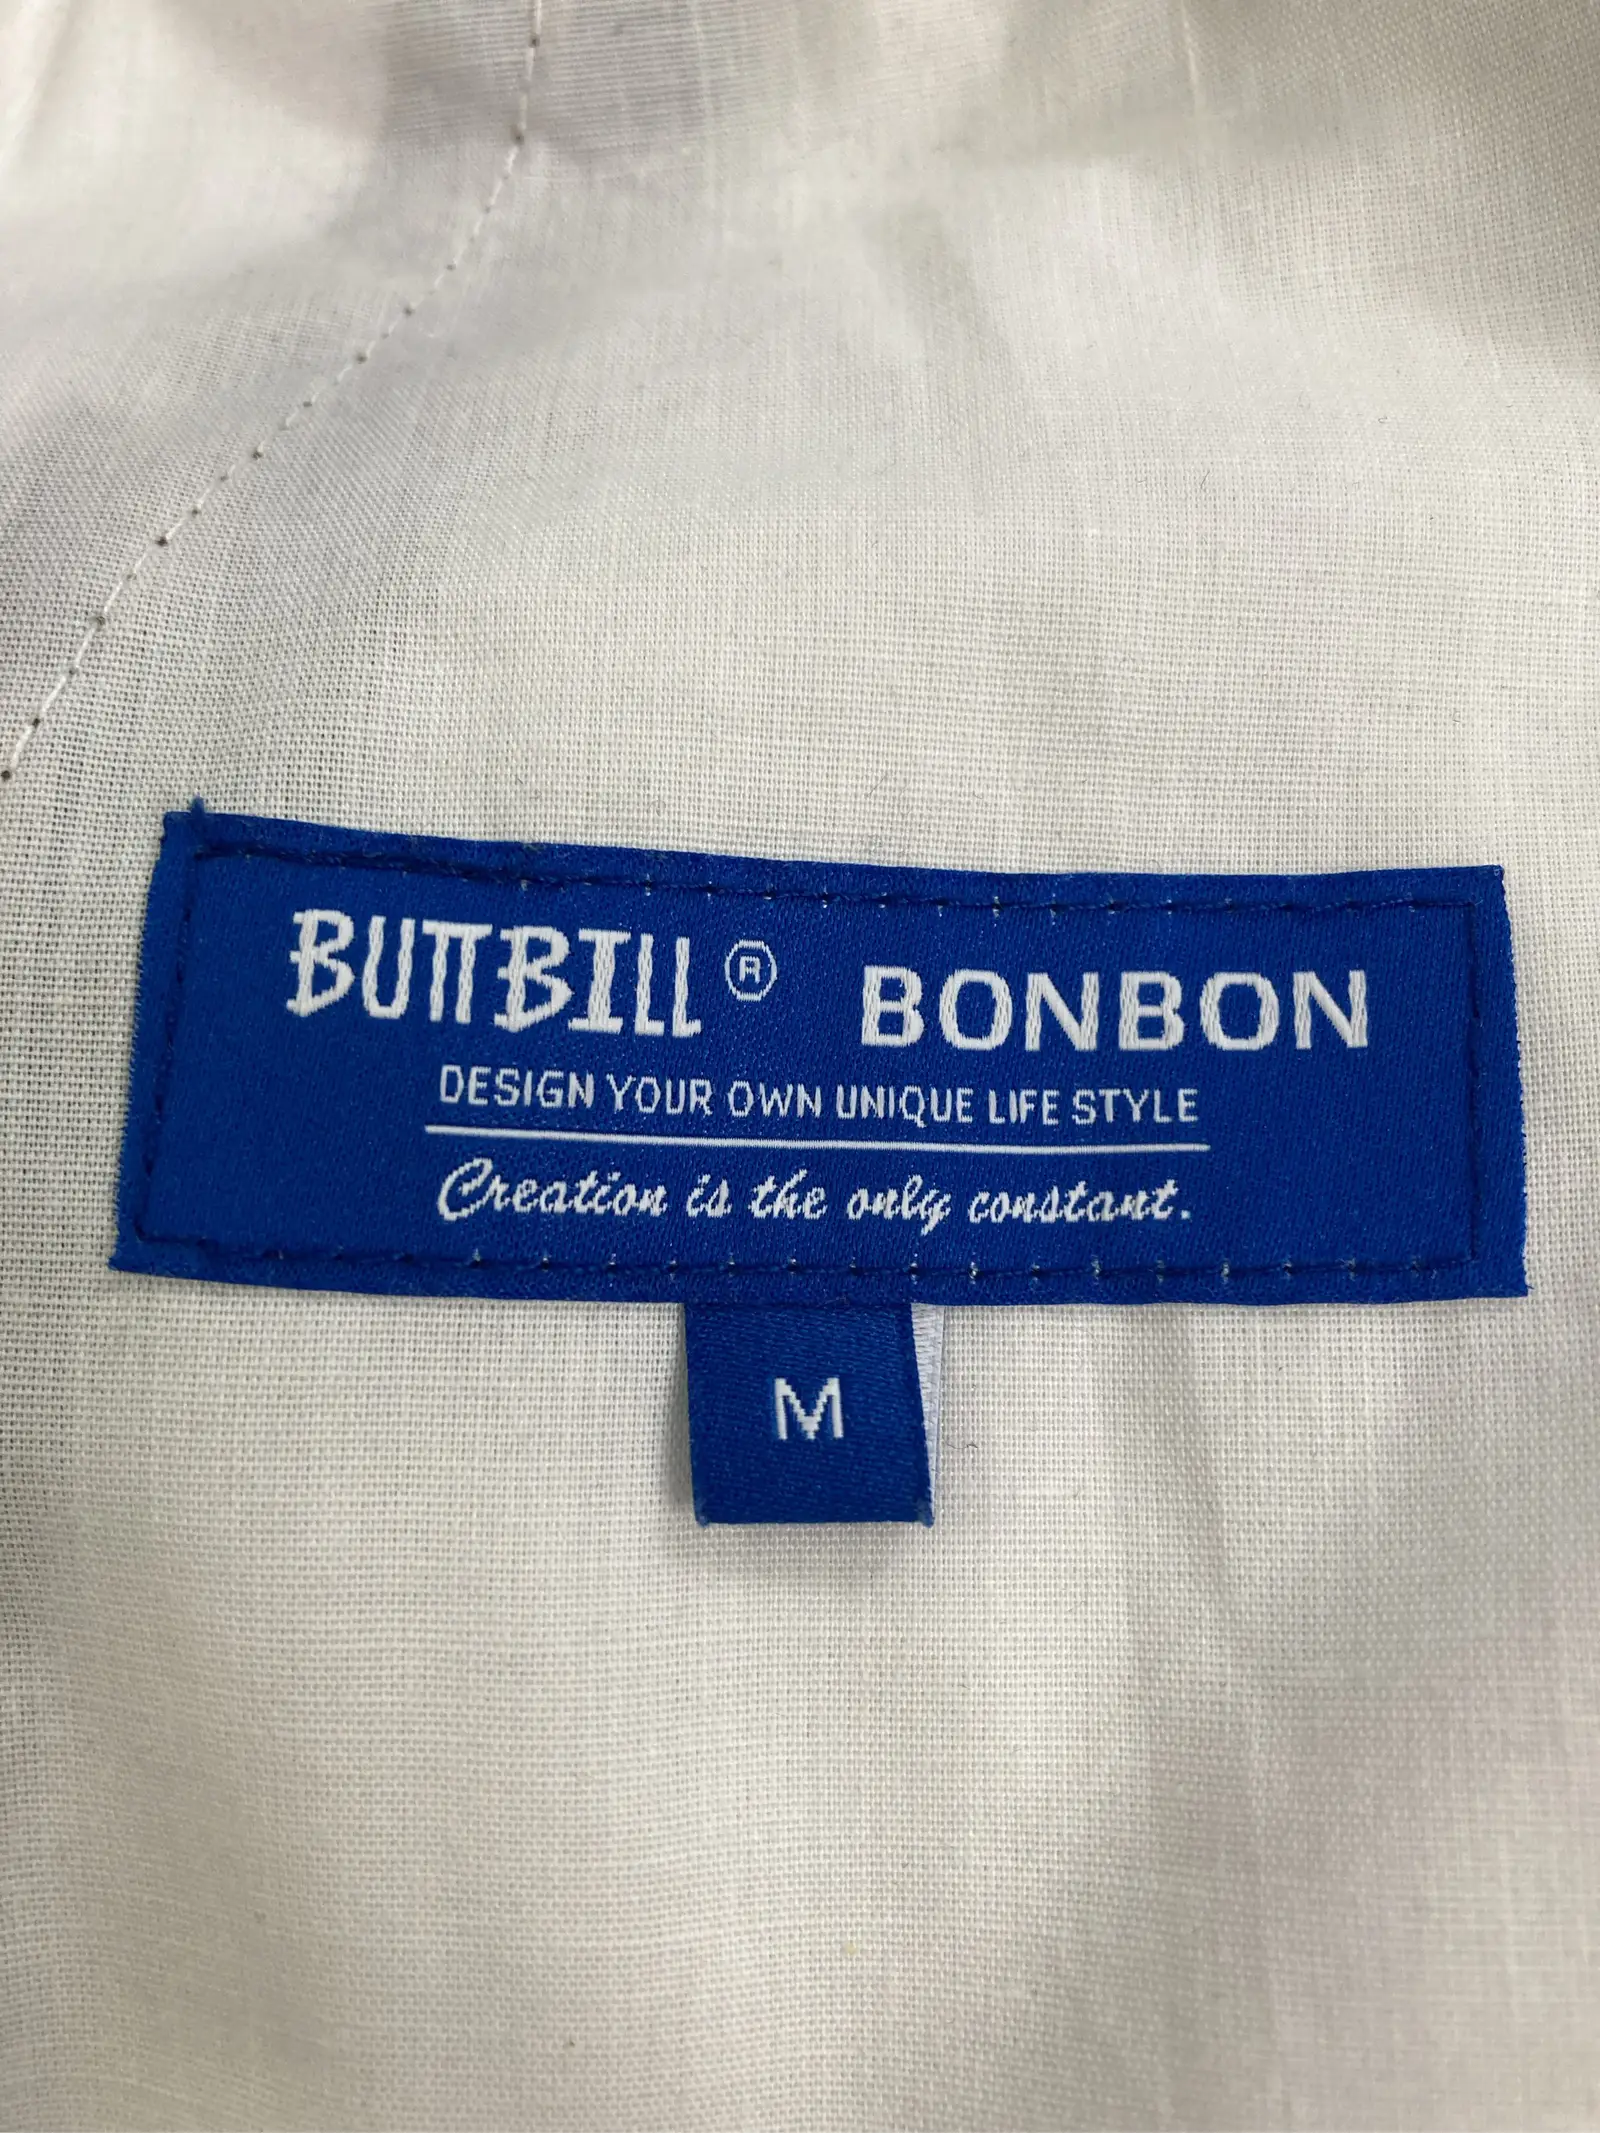 BUTTBILL® BONBON
DESIGN YOUR OWN UNIQUE LIFE STYLE
Creation is the only constant.
M